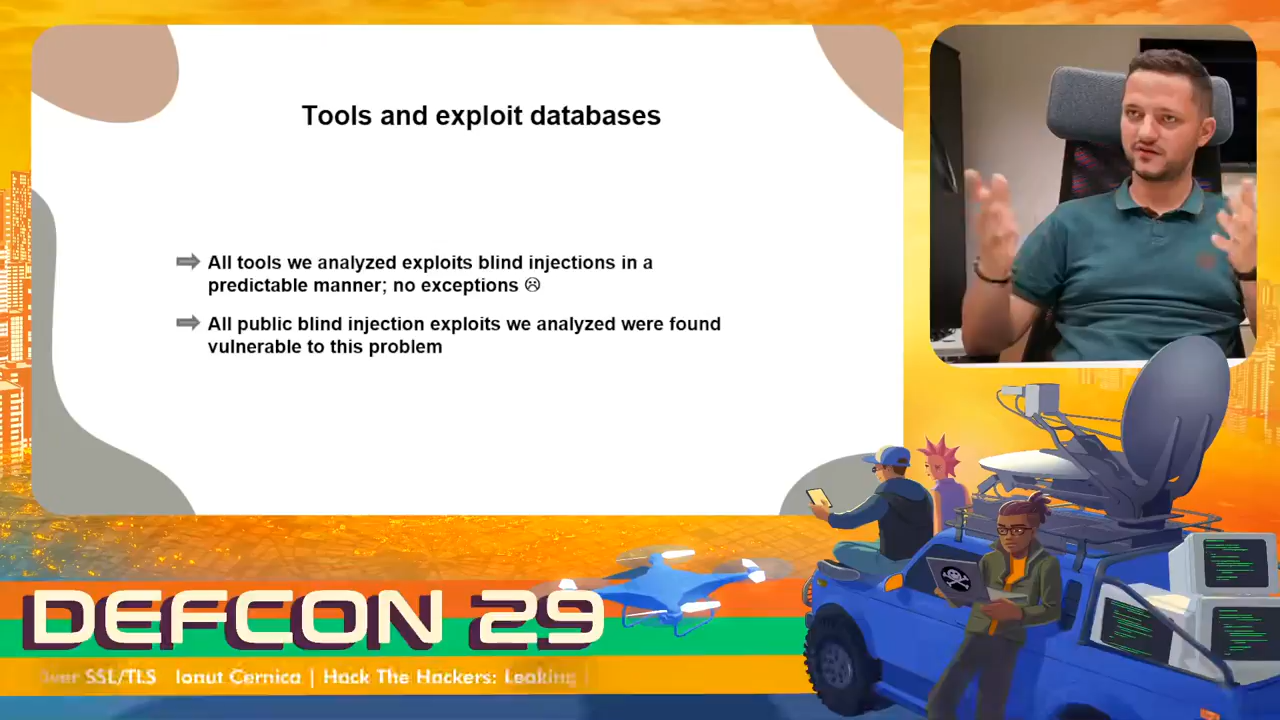 Tools and exploit databases
All tools we analyzed exploits blind injections in a
predictable manner; no exceptions ☹
All public blind injection exploits we analyzed were found
vulnerable to this problem
DEFCON 29
Over SSL/TLS Ionut Cernica | Hack The Hackers: Leaking